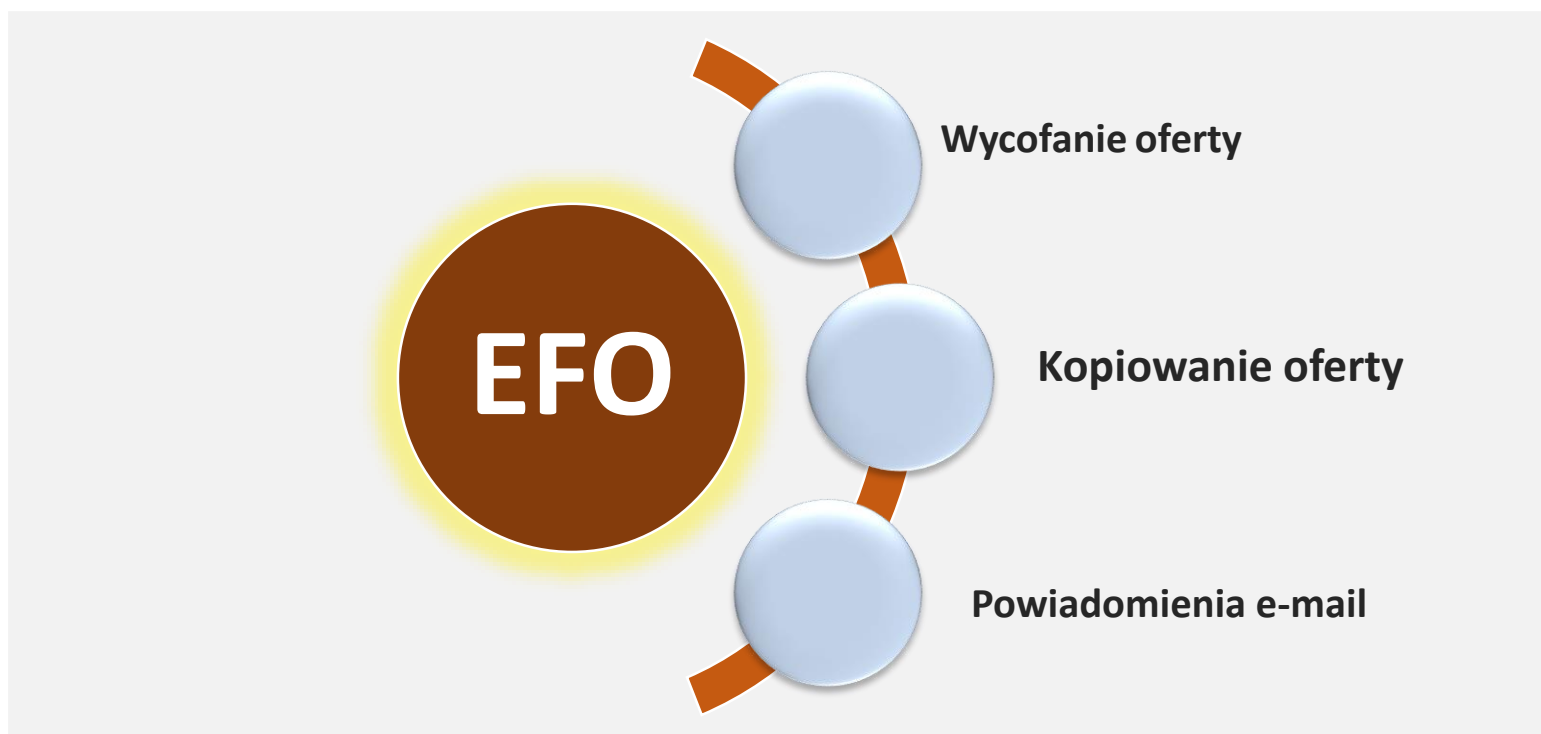 EFO
Wycofanie oferty
Kopiowanie oferty
Powiadomienia e-mail